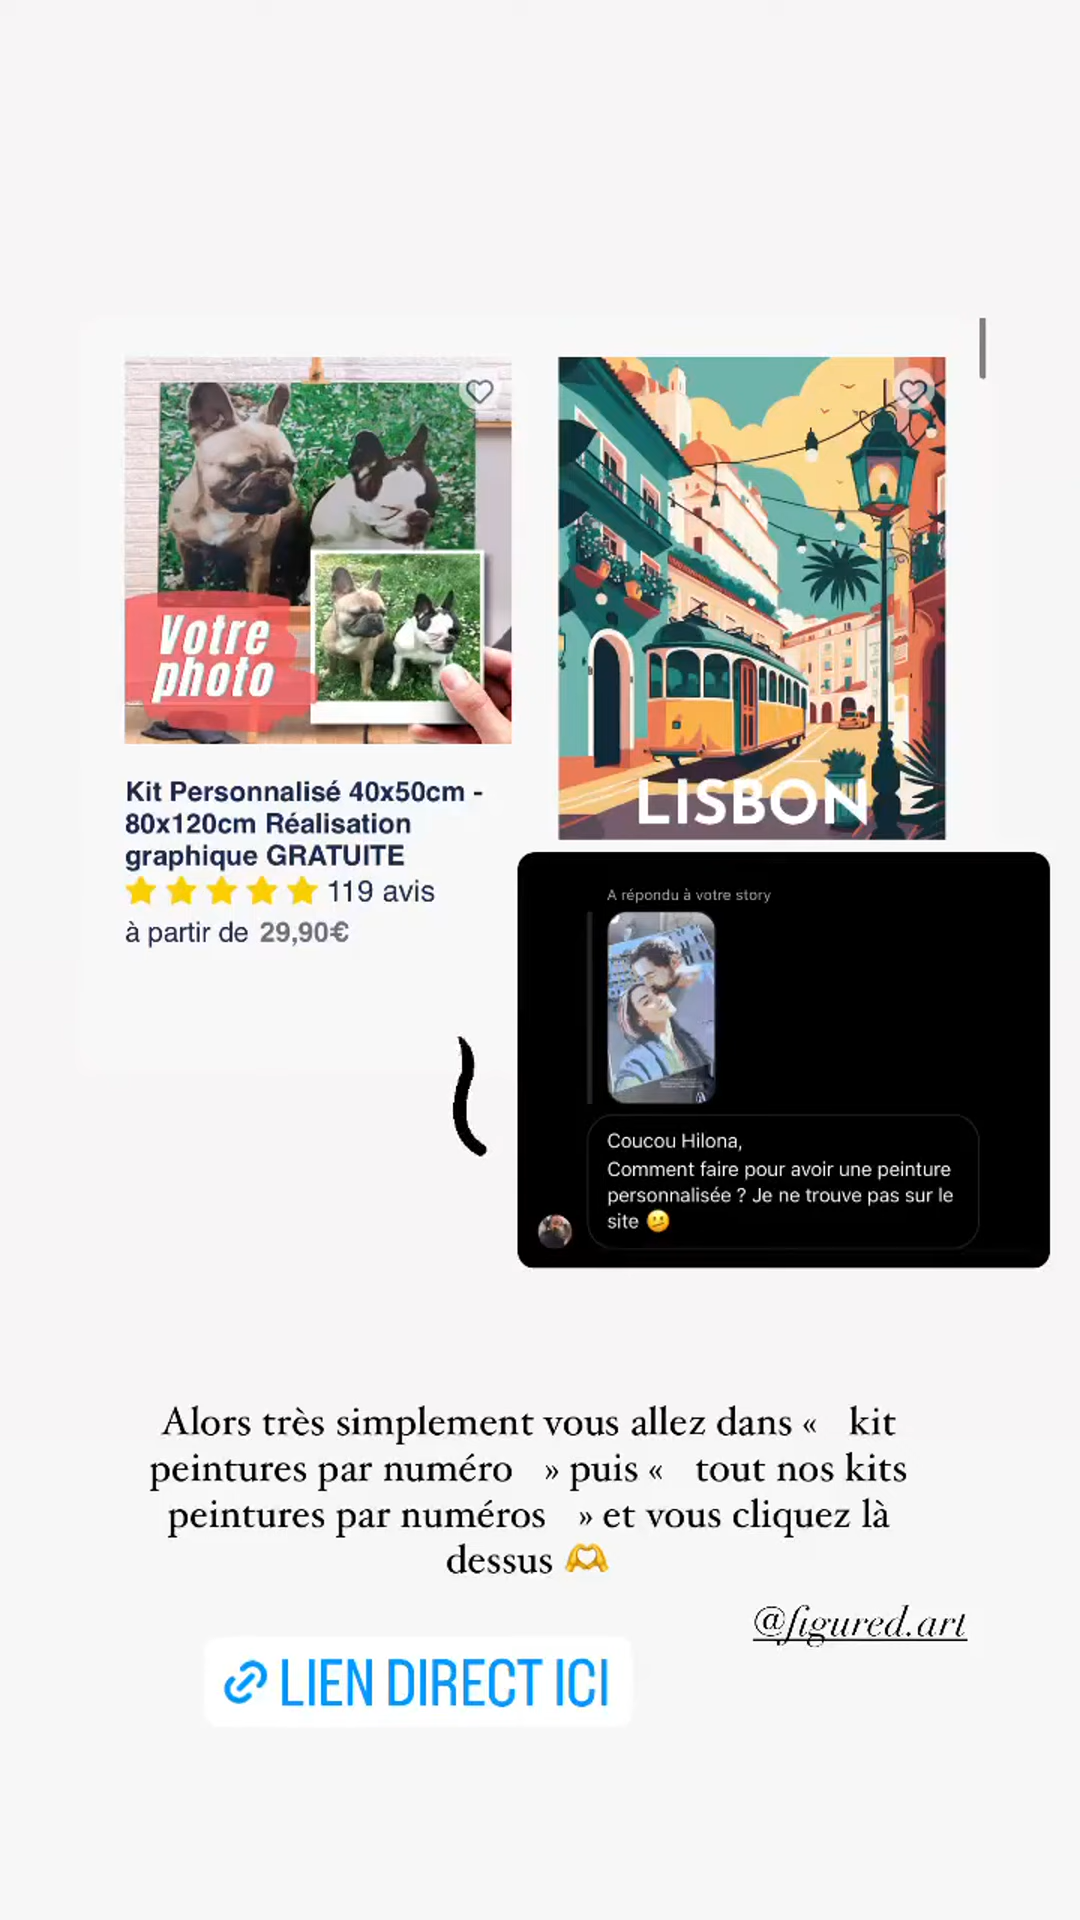 Votre
photo
LISBON
Kit Personnalisé 40x50cm -
80x120cm Réalisation
graphique GRATUITE
119 avis
à partir de 29,90€
A répondu à votre story
Coucou Hilona,
Comment faire pour avoir une peinture
personnalisée ? Je ne trouve pas sur le
site 🫤
Alors très simplement vous allez dans « kit
peintures par numéro » puis « tout nos kits
peintures par numéros » et vous cliquez là
dessus 🫶
@figured.art
LIEN DIRECT ICI